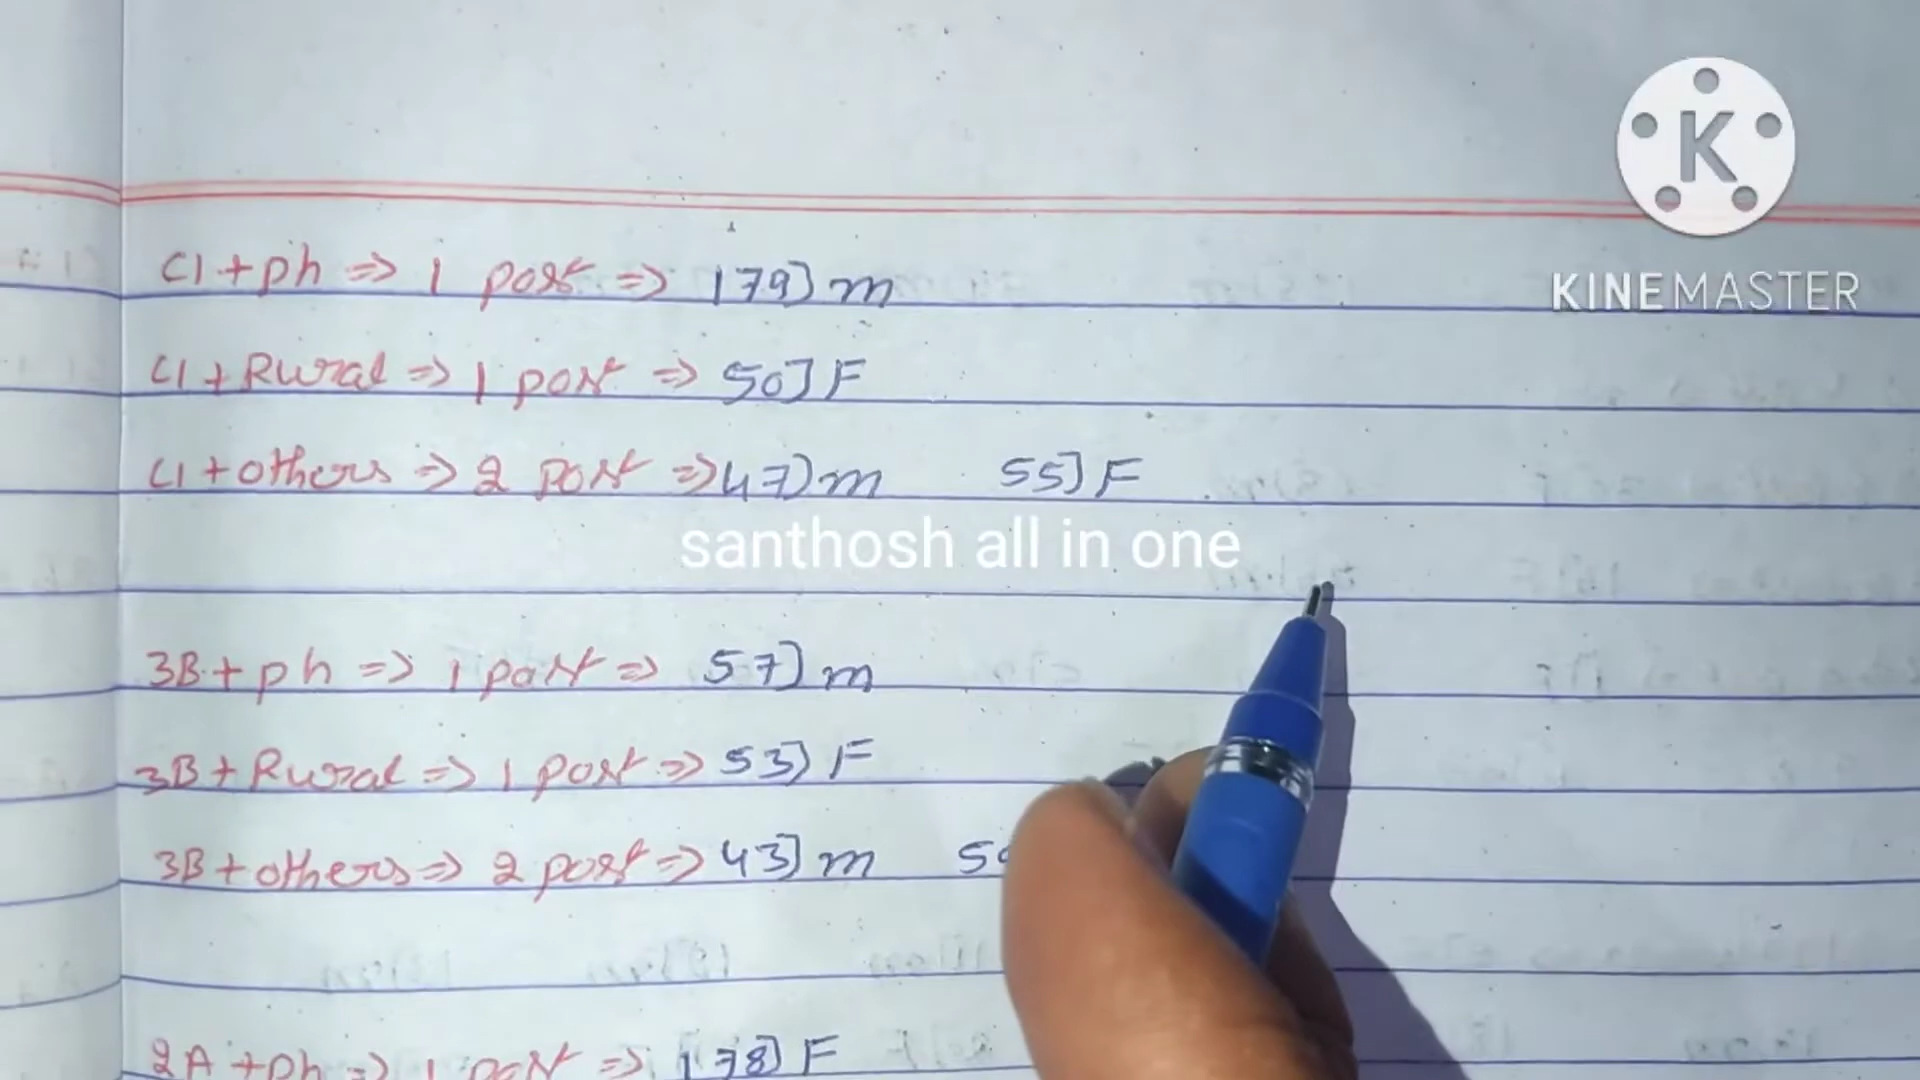 K
KINEMASTER
C1+ph => 1 post => 179) m
C1+Rural => 1 post => 50] F
C1+others => 2 post => 47) m 55] F
santhosh all in one
3B+ph => 1 post => 57) m
3B+Rural => 1 post => 53) F
3B+others => 2 post => 43) m
2A+ph => 1 post => 178) F